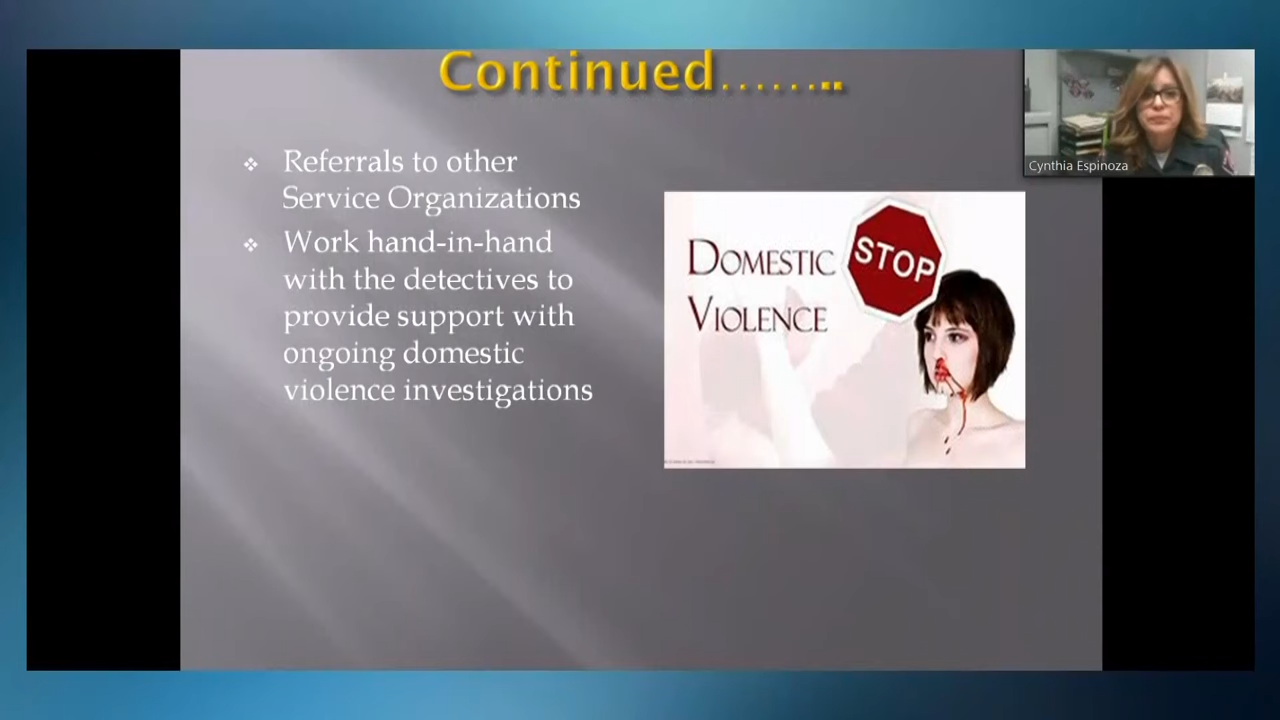 Continued……..
Cynthia Espinoza
❖ Referrals to other
Service Organizations
❖ Work hand-in-hand
with the detectives to
provide support with
ongoing domestic
violence investigations
DOMESTIC
VIOLENCE
STOP